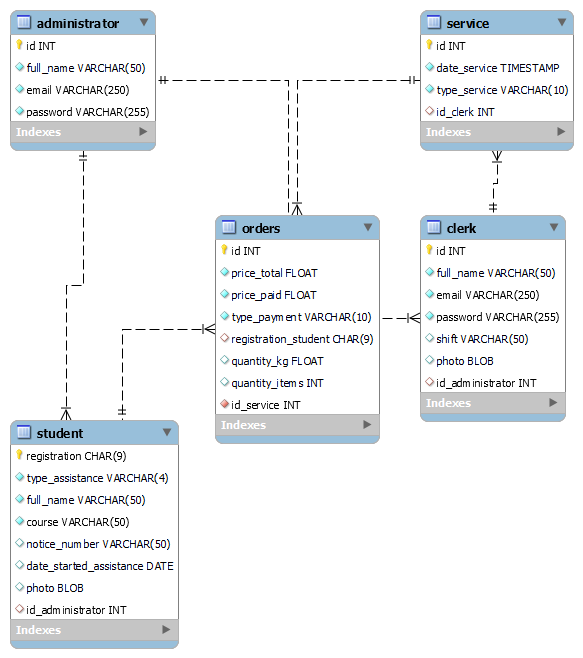 administrator
id INT
full_name VARCHAR(50)
email VARCHAR(250)
password VARCHAR(255)
Indexes
service
id INT
date_service TIMESTAMP
type_service VARCHAR(10)
id_clerk INT
Indexes
orders
id INT
price_total FLOAT
price_paid FLOAT
type_payment VARCHAR(10)
registration_student CHAR(9)
quantity_kg FLOAT
quantity_items INT
id_service INT
Indexes
clerk
id INT
full_name VARCHAR(50)
email VARCHAR(250)
password VARCHAR(255)
shift VARCHAR(50)
photo BLOB
id_administrator INT
Indexes
student
registration CHAR(9)
type_assistance VARCHAR(4)
full_name VARCHAR(50)
course VARCHAR(50)
notice_number VARCHAR(50)
date_started_assistance DATE
photo BLOB
id_administrator INT
Indexes